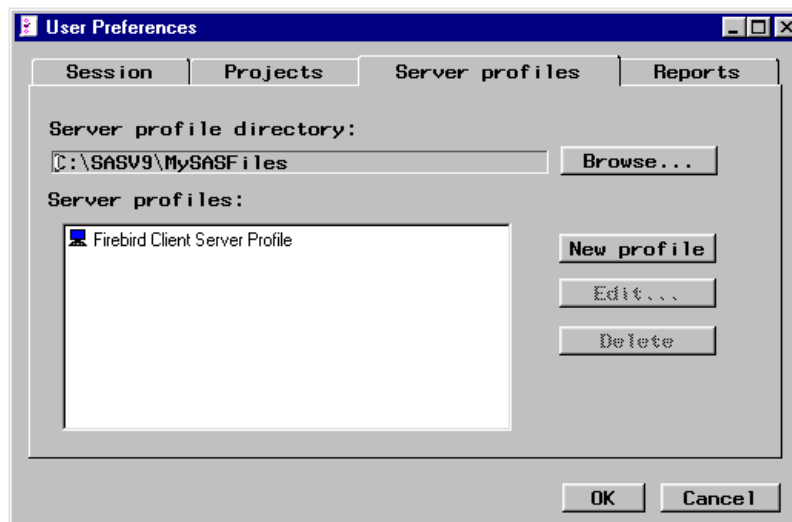 User Preferences
Session Projects Server profiles Reports
Server profile directory:
C:\SASV9\MySASFiles Browse...
Server profiles:
Firebird Client Server Profile
New profile
Edit...
Delete
OK Cancel